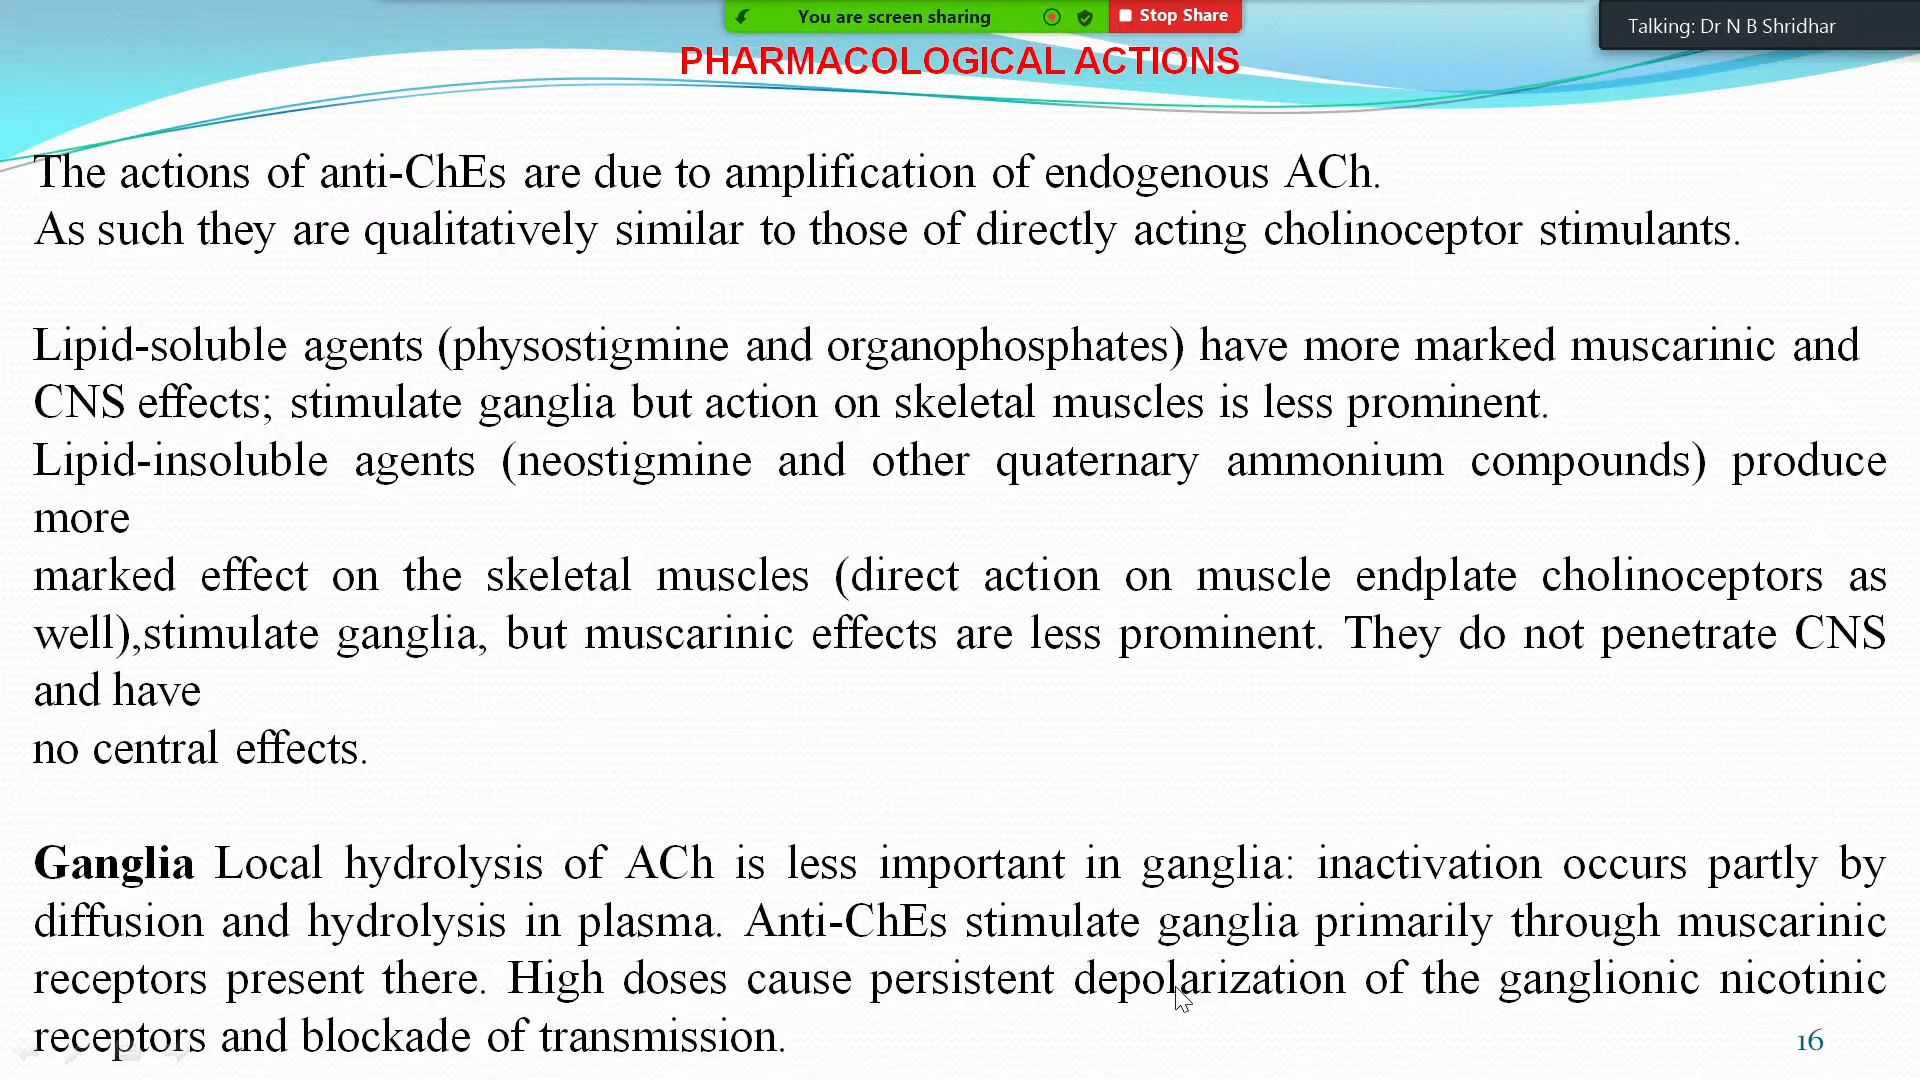 You are screen sharing
Stop Share
Talking: Dr N B Shridhar
PHARMACOLOGICAL ACTIONS
The actions of anti-ChEs are due to amplification of endogenous ACh.
As such they are qualitatively similar to those of directly acting cholinoceptor stimulants.
Lipid-soluble agents (physostigmine and organophosphates) have more marked muscarinic and
CNS effects; stimulate ganglia but action on skeletal muscles is less prominent.
Lipid-insoluble agents (neostigmine and other quaternary ammonium compounds) produce
more
marked effect on the skeletal muscles (direct action on muscle endplate cholinoceptors as
well),stimulate ganglia, but muscarinic effects are less prominent. They do not penetrate CNS
and have
no central effects.
Ganglia Local hydrolysis of ACh is less important in ganglia: inactivation occurs partly by
diffusion and hydrolysis in plasma. Anti-ChEs stimulate ganglia primarily through muscarinic
receptors present there. High doses cause persistent depolarization of the ganglionic nicotinic
receptors and blockade of transmission.
16